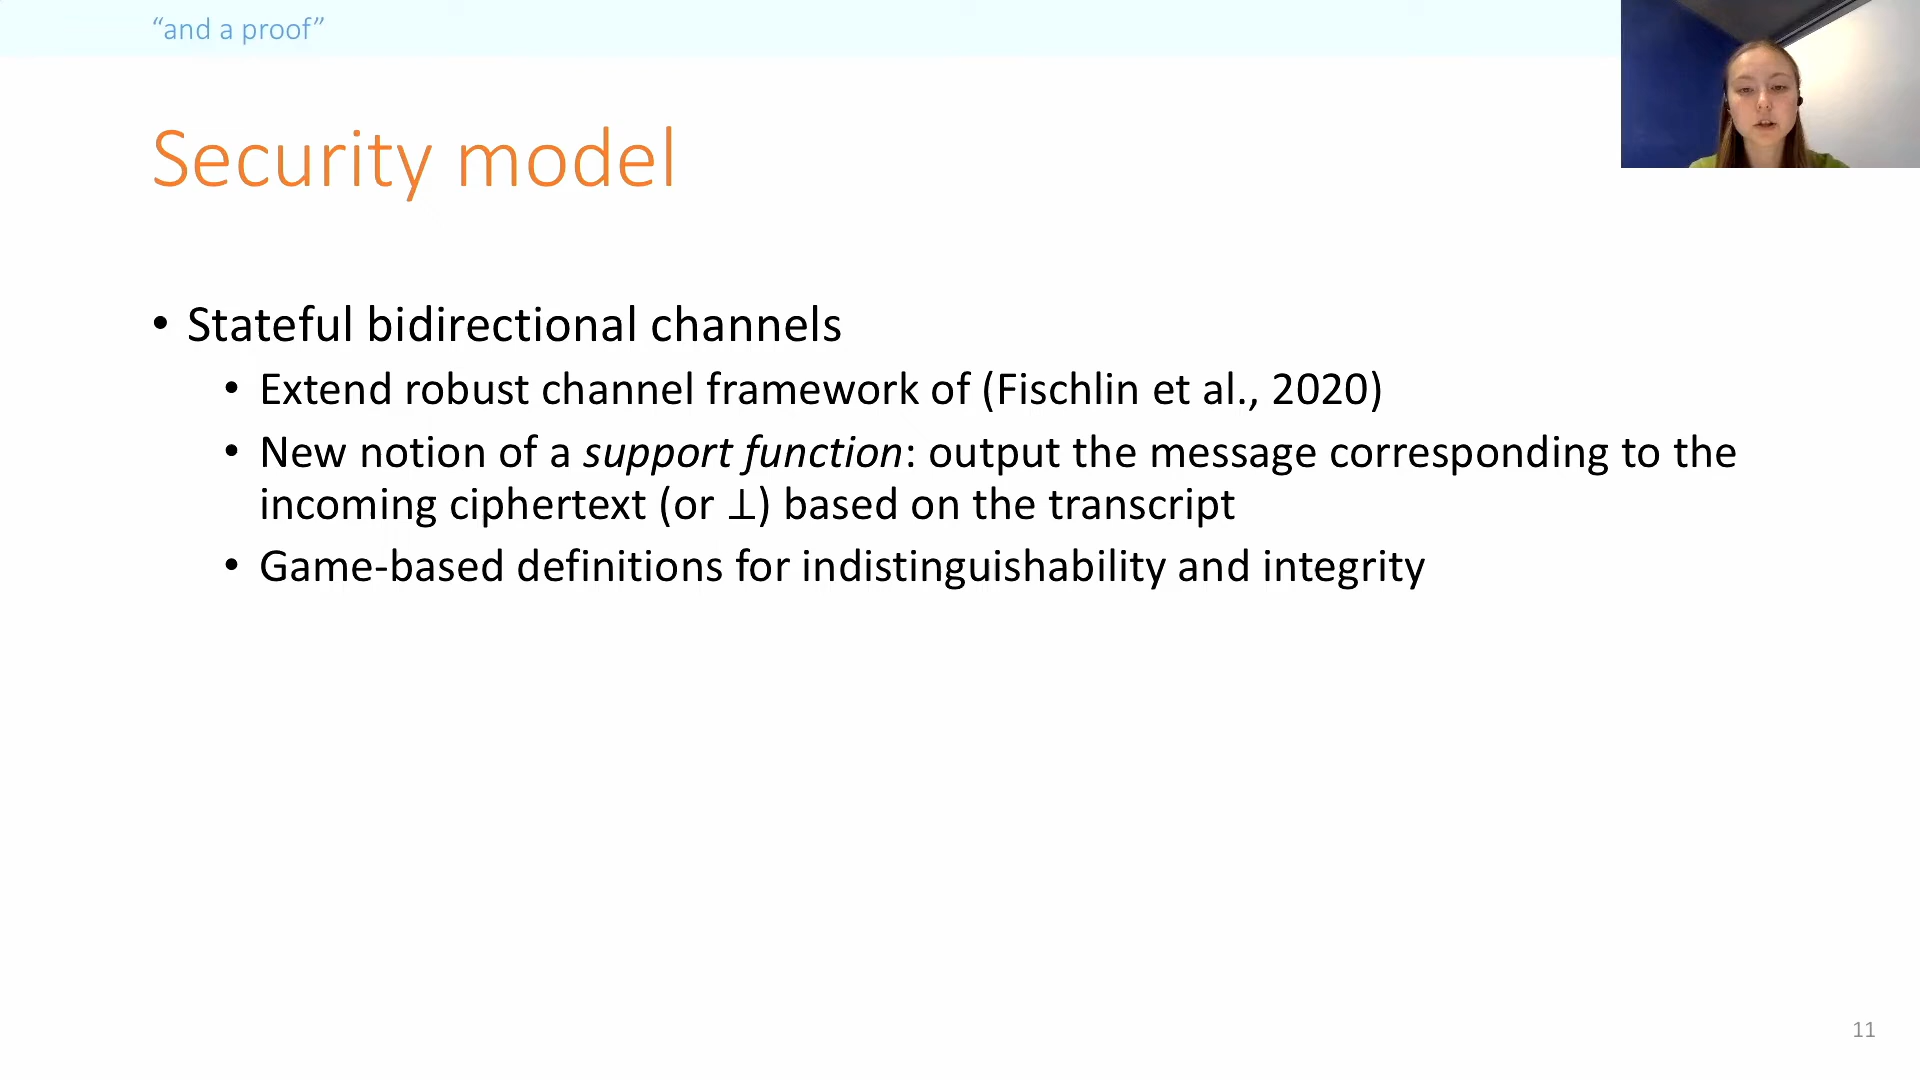 “and a proof”
Security model
• Stateful bidirectional channels
• Extend robust channel framework of (Fischlin et al., 2020)
• New notion of a support function: output the message corresponding to the
incoming ciphertext (or ⊥) based on the transcript
• Game-based definitions for indistinguishability and integrity
11